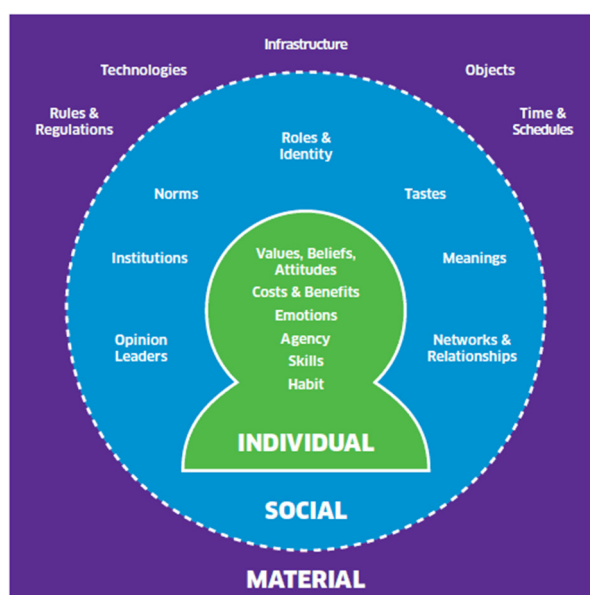 Infrastructure
Technologies
Objects
Rules &
Regulations
Time &
Schedules
Roles &
Identity
Norms
Tastes
Institutions
Meanings
Opinion
Leaders
Networks &
Relationships
Values, Beliefs,
Attitudes
Costs & Benefits
Emotions
Agency
Skills
Habit
INDIVIDUAL
SOCIAL
MATERIAL